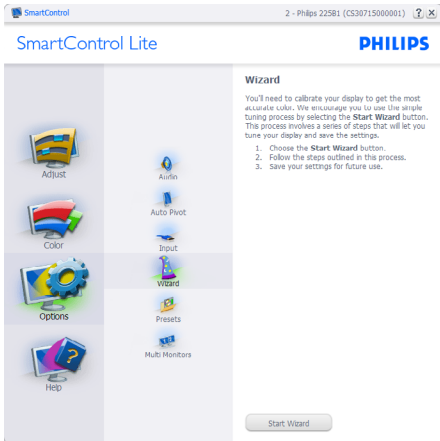 SmartControl
2 - Philips 225B1 (CS30715000001)
SmartControl Lite
PHILIPS
Adjust
Color
Options
Help
Audio
Auto Pivot
Input
Wizard
Presets
Multi Monitors
Wizard
You'll need to calibrate your display to get the most
accurate color. We encourage you to use the simple
tuning process by selecting the Start Wizard button.
This process involves a series of steps that will let you
tune your display and save the settings.
1. Choose the Start Wizard button.
2. Follow the steps outlined in this process.
3. Save your settings for future use.
Start Wizard